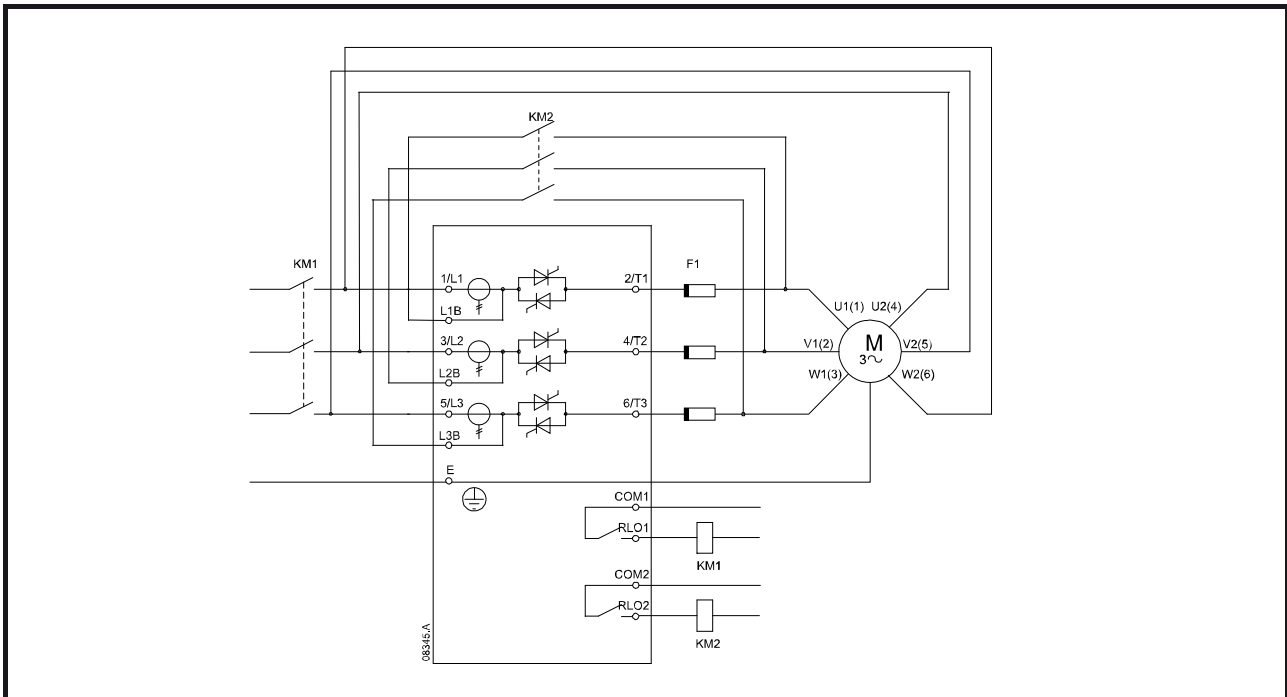 KM2
KM1
F1
1/L1
2/T1
L1B
U1(1) U2(4)
3/L2
4/T2
V1(2)
M
3~
V2(5)
L2B
W1(3)
W2(6)
5/L3
6/T3
L3B
E
COM1
RLO1
KM1
COM2
RLO2
KM2
08345.A